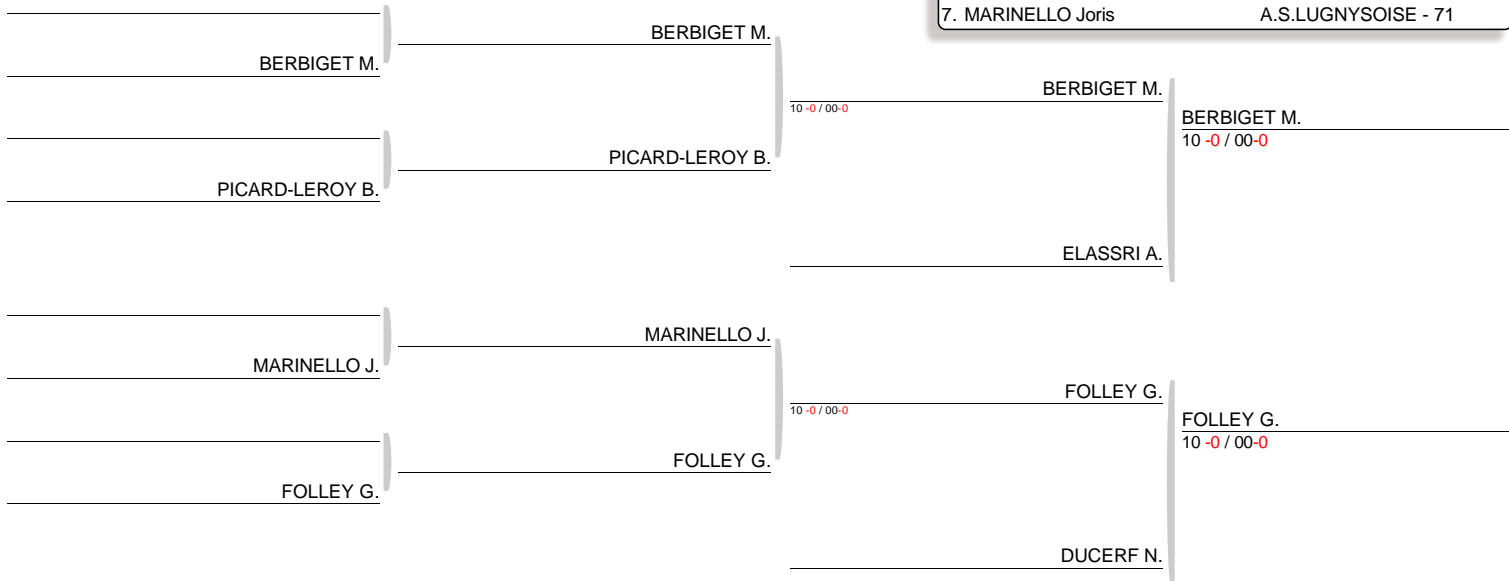 7. MARINELLO Joris A.S.LUGNYSOISE - 71
BERBIGET M.
BERBIGET M.
BERBIGET M.
10 -0 / 00-0
BERBIGET M.
10 -0 / 00-0
PICARD-LEROY B.
PICARD-LEROY B.
ELASSRI A.
MARINELLO J.
MARINELLO J.
FOLLEY G.
10 -0 / 00-0
FOLLEY G.
10 -0 / 00-0
FOLLEY G.
FOLLEY G.
DUCERF N.